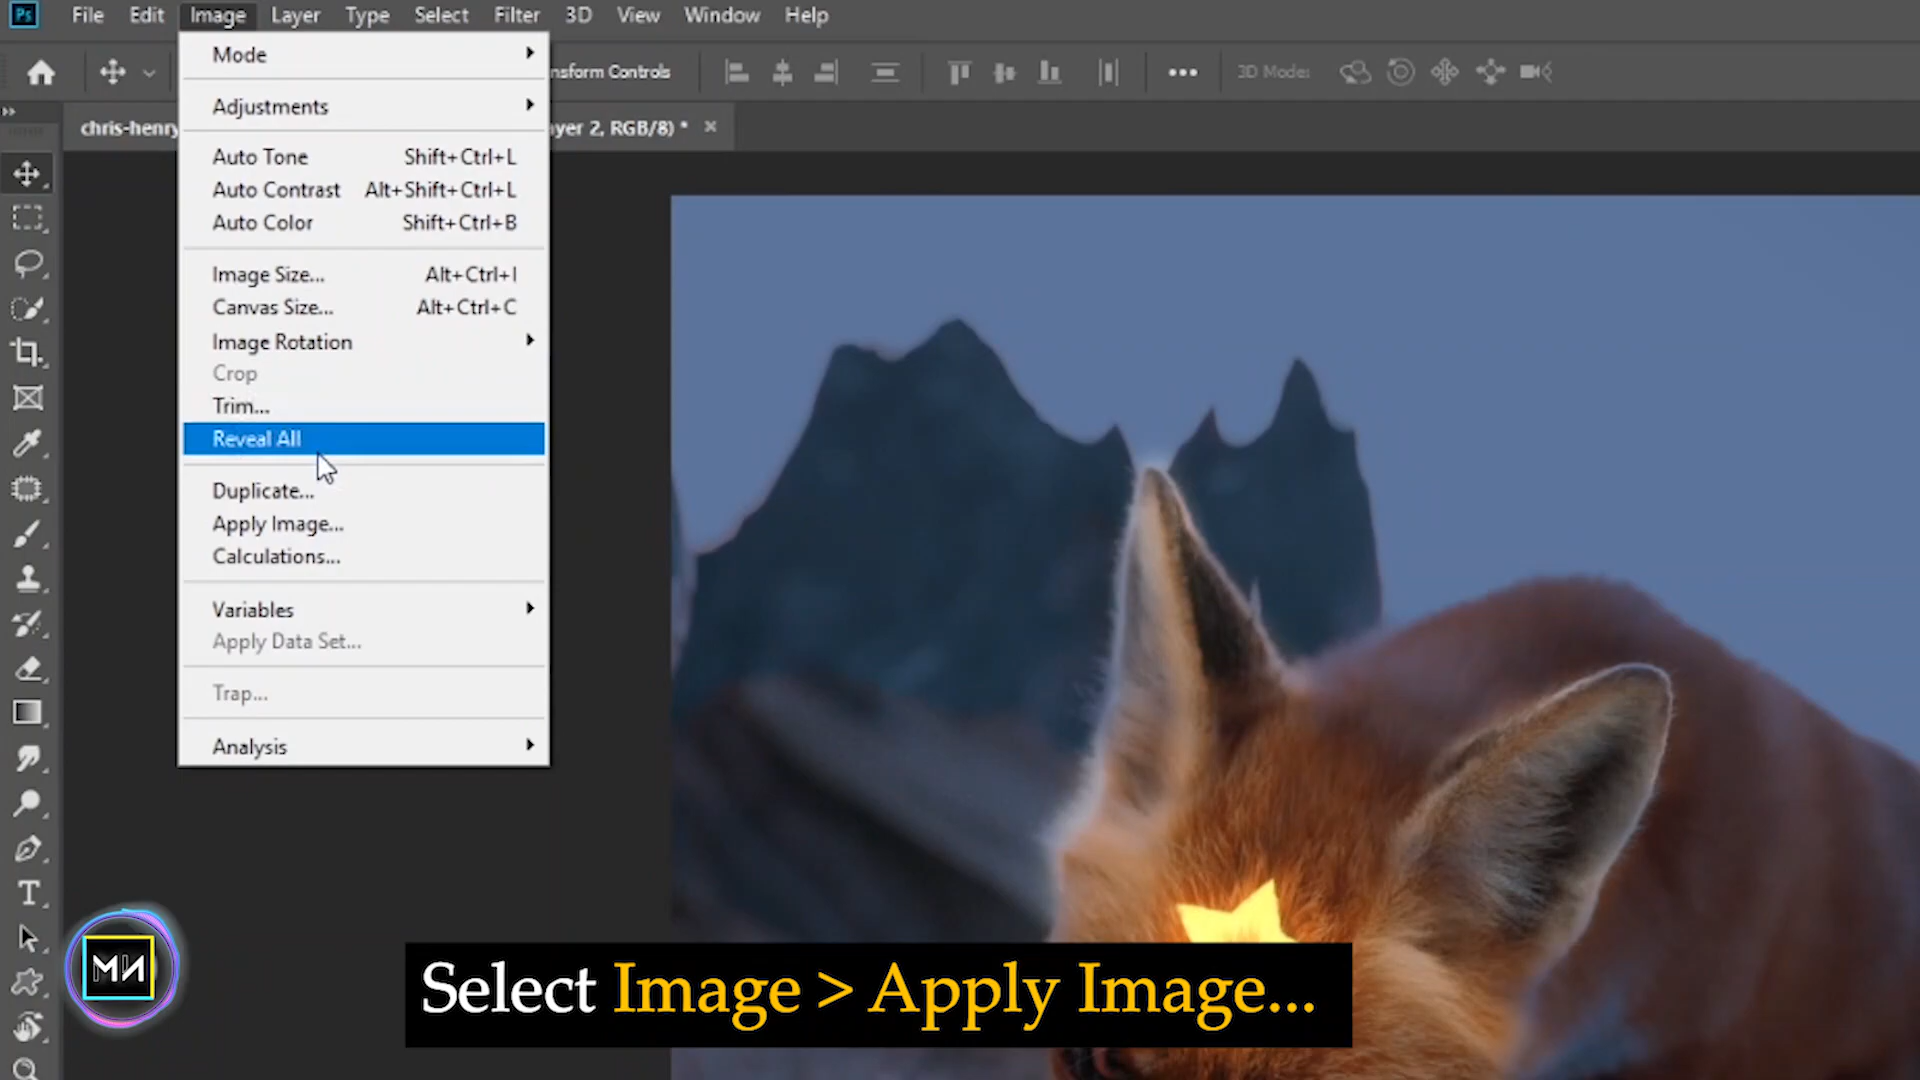 Ps File Edit Image Layer Type Select Filter 3D View Window Help
nsform Controls
3D Mode:
chris-henry
ayer 2, RGB/8) * ×
Mode
Adjustments
Auto Tone Shift+Ctrl+L
Auto Contrast Alt+Shift+Ctrl+L
Auto Color Shift+Ctrl+B
Image Size... Alt+Ctrl+I
Canvas Size... Alt+Ctrl+C
Image Rotation
Crop
Trim...
Reveal All
Duplicate...
Apply Image...
Calculations...
Variables
Apply Data Set...
Trap...
Analysis
Select Image > Apply Image...